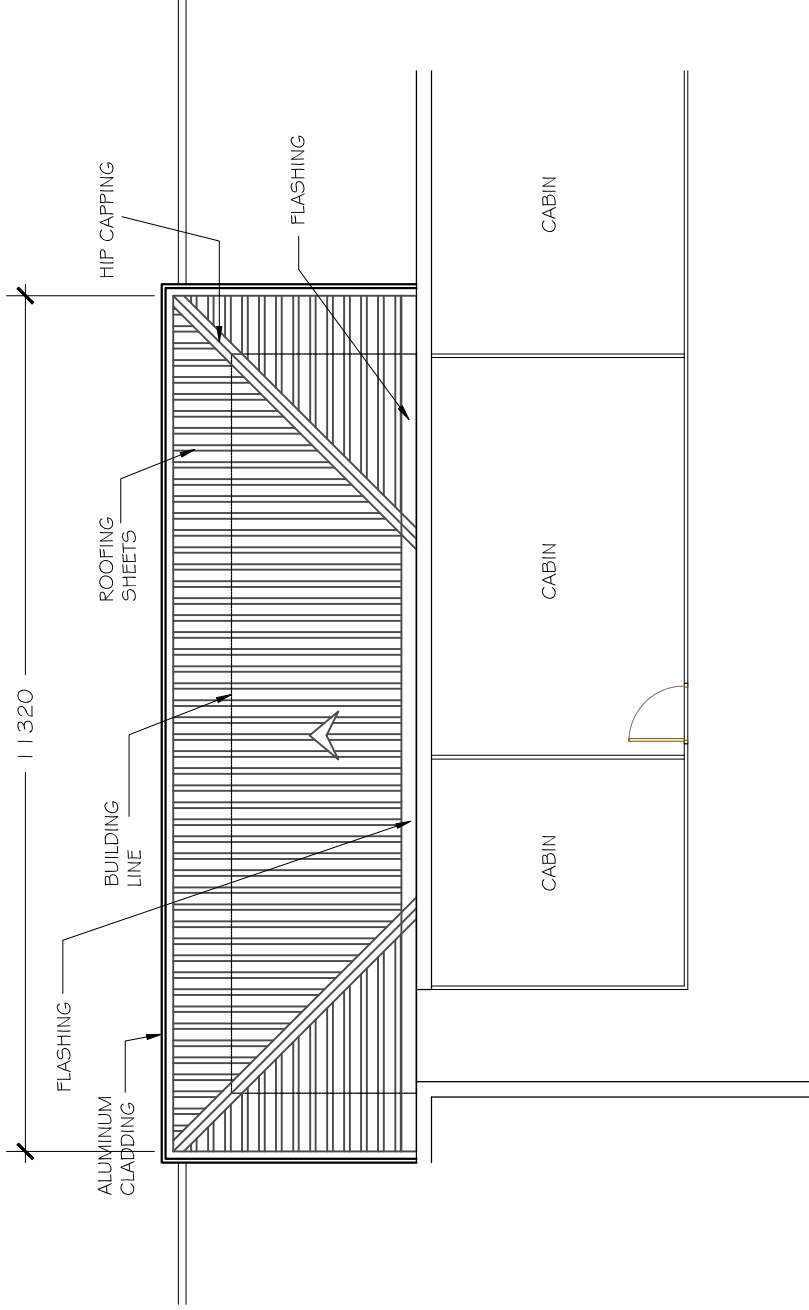 11320
ALUMINUM
CLADDING
FLASHING
BUILDING
LINE
ROOFING
SHEETS
HIP CAPPING
FLASHING
CABIN
CABIN
CABIN